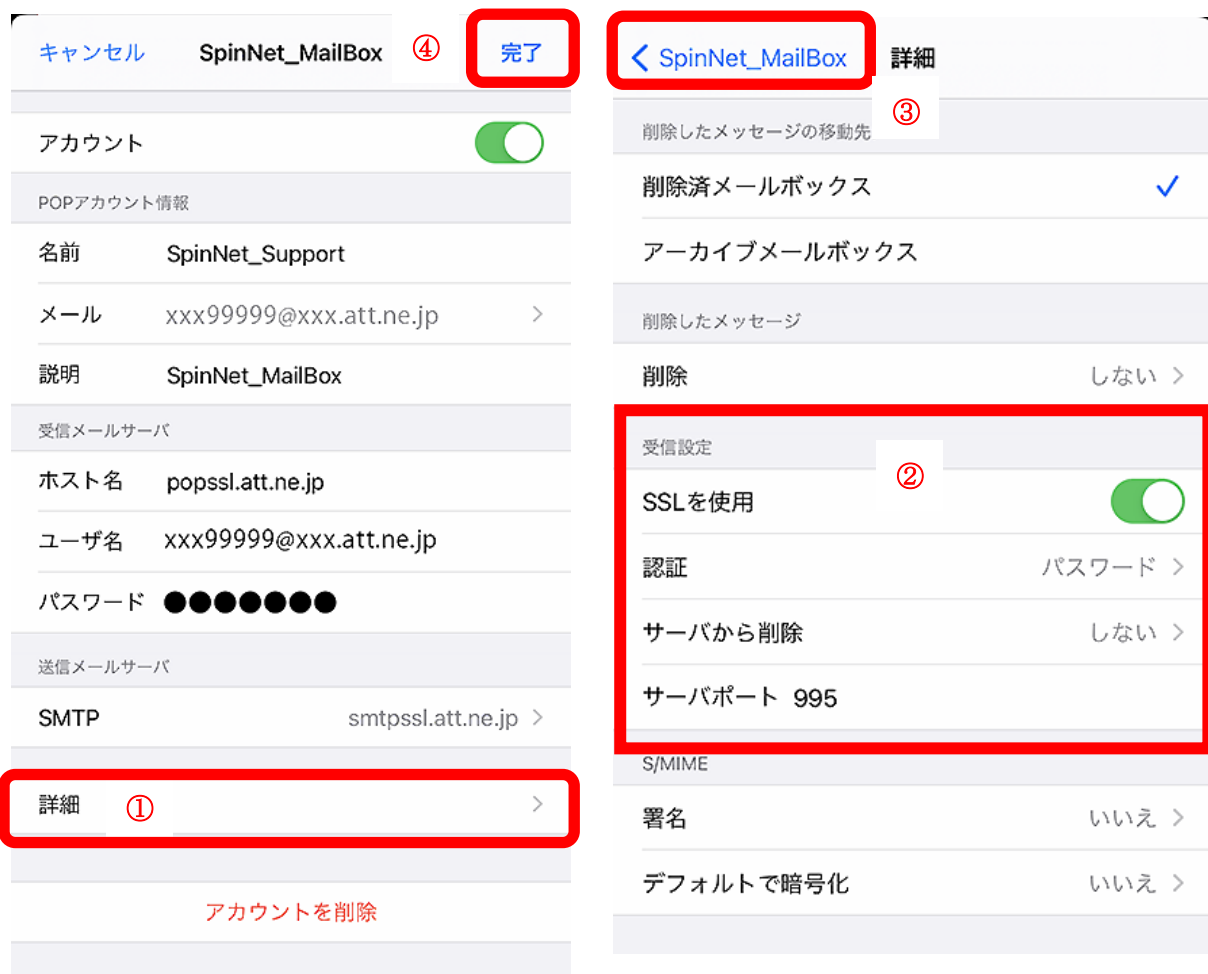 キャンセル SpinNet_MailBox ④ 完了
アカウント
POPアカウント情報
名前 SpinNet_Support
メール xxx99999@xxx.att.ne.jp
説明 SpinNet_MailBox
受信メールサーバ
ホスト名 popssl.att.ne.jp
ユーザ名 xxx99999@xxx.att.ne.jp
パスワード ●●●●●●●
送信メールサーバ
SMTP smtpssl.att.ne.jp
詳細 ①
アカウントを削除
SpinNet_MailBox 詳細
③
削除したメッセージの移動先
削除済メールボックス
アーカイブメールボックス
削除したメッセージ
削除 しない
受信設定
②
SSLを使用
認証 パスワード
サーバから削除 しない
サーバポート 995
S/MIME
署名 いいえ
デフォルトで暗号化 いいえ